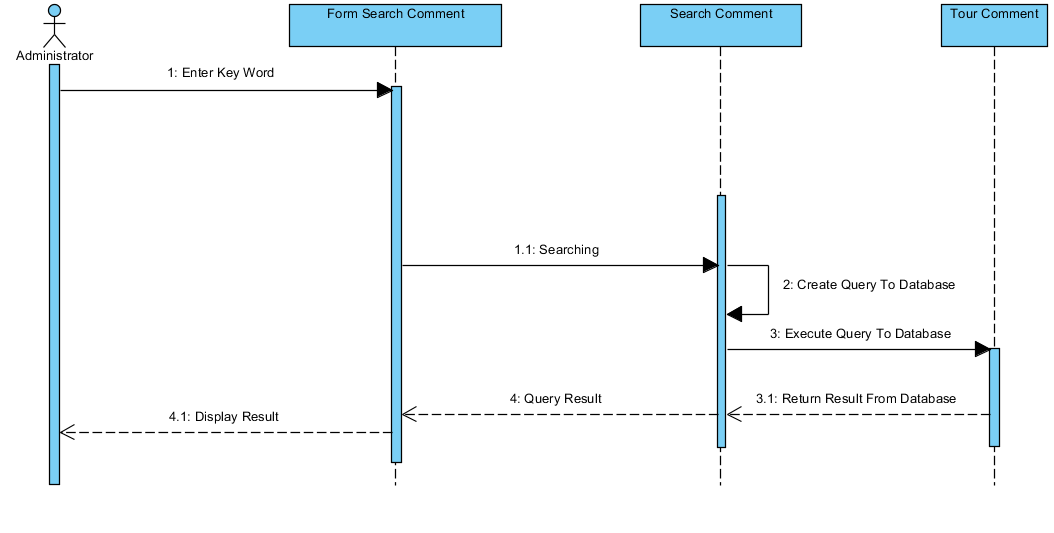 Form Search Comment
Search Comment
Tour Comment
Administrator
1: Enter Key Word
1.1: Searching
2: Create Query To Database
3: Execute Query To Database
4: Query Result
3.1: Return Result From Database
4.1: Display Result